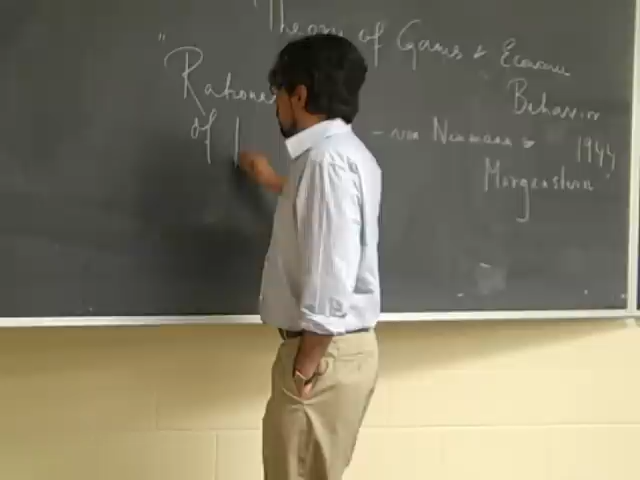 "Theory of Games & Economic
Behavior
"Rationa
of
- von Neumann &
Morgenstern
1944